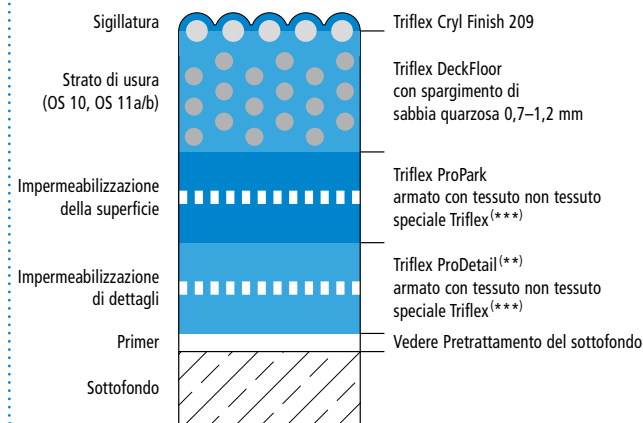 Sigillatura
Triflex Cryl Finish 209
Strato di usura
(OS 10, OS 11a/b)
Triflex DeckFloor
con spargimento di
sabbia quarzosa 0,7–1,2 mm
Impermeabilizzazione
della superficie
Triflex ProPark
armato con tessuto non tessuto
speciale Triflex(***)
Impermeabilizzazione
di dettagli
Triflex ProDetail(**)
armato con tessuto non tessuto
speciale Triflex(***)
Primer
Vedere Pretrattamento del sottofondo
Sottofondo